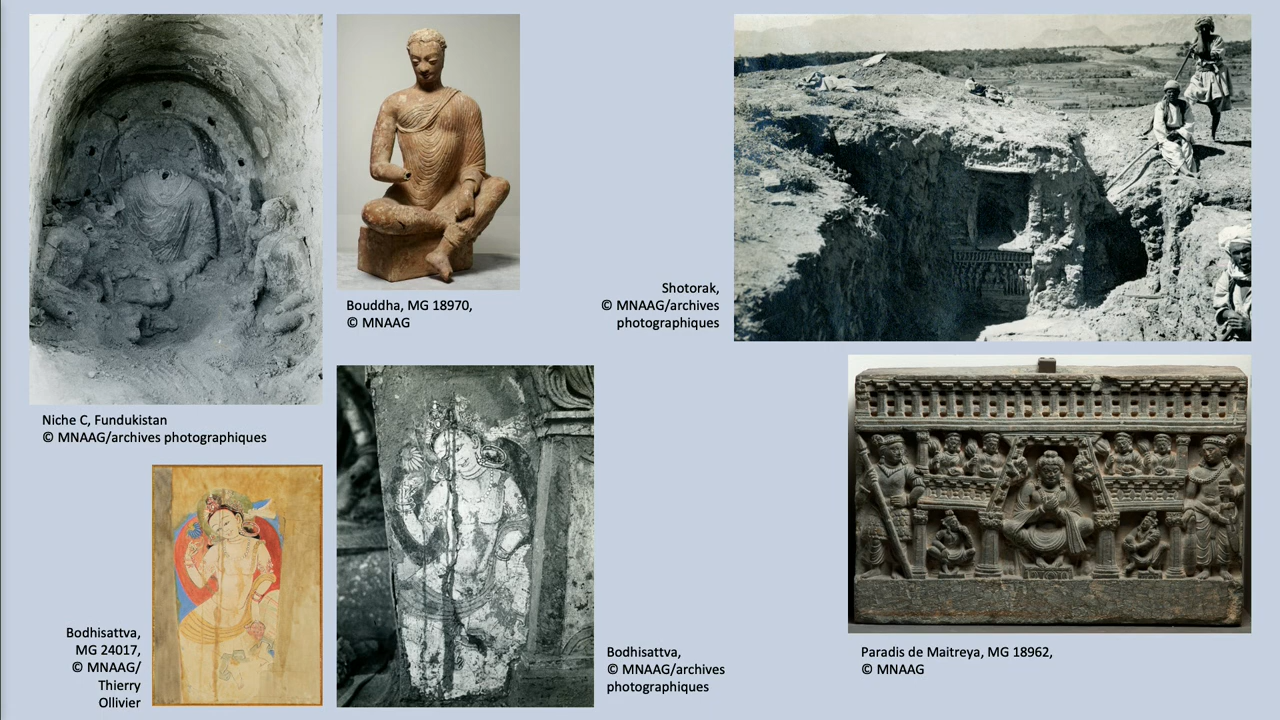 Bouddha, MG 18970,
© MNAAG
Shotorak,
© MNAAG/archives
photographiques
Niche C, Fundukistan
© MNAAG/archives photographiques
Bodhisattva,
MG 24017,
© MNAAG/
Thierry
Ollivier
Bodhisattva,
© MNAAG/archives
photographiques
Paradis de Maitreya, MG 18962,
© MNAAG